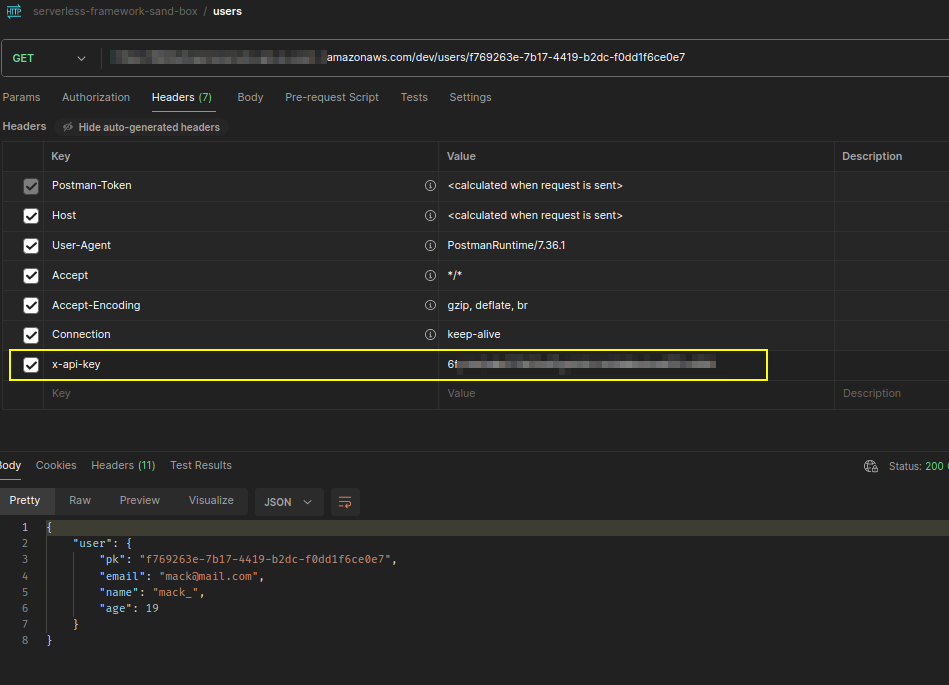 HTTP serverless-framework-sand-box / users
GET amazonaws.com/dev/users/f769263e-7b17-4419-b2dc-f0dd1f6ce0e7
Params Authorization Headers (7) Body Pre-request Script Tests Settings
Headers Hide auto-generated headers
Key Value Description
Postman-Token <calculated when request is sent>
Host <calculated when request is sent>
User-Agent PostmanRuntime/7.36.1
Accept */*
Accept-Encoding gzip, deflate, br
Connection keep-alive
x-api-key 6f
Key Value Description
Body Cookies Headers (11) Test Results Status: 200
Pretty Raw Preview Visualize JSON
1 {
2 "user": {
3 "pk": "f769263e-7b17-4419-b2dc-f0dd1f6ce0e7",
4 "email": "mack@mail.com",
5 "name": "mack_",
6 "age": 19
7 }
8 }